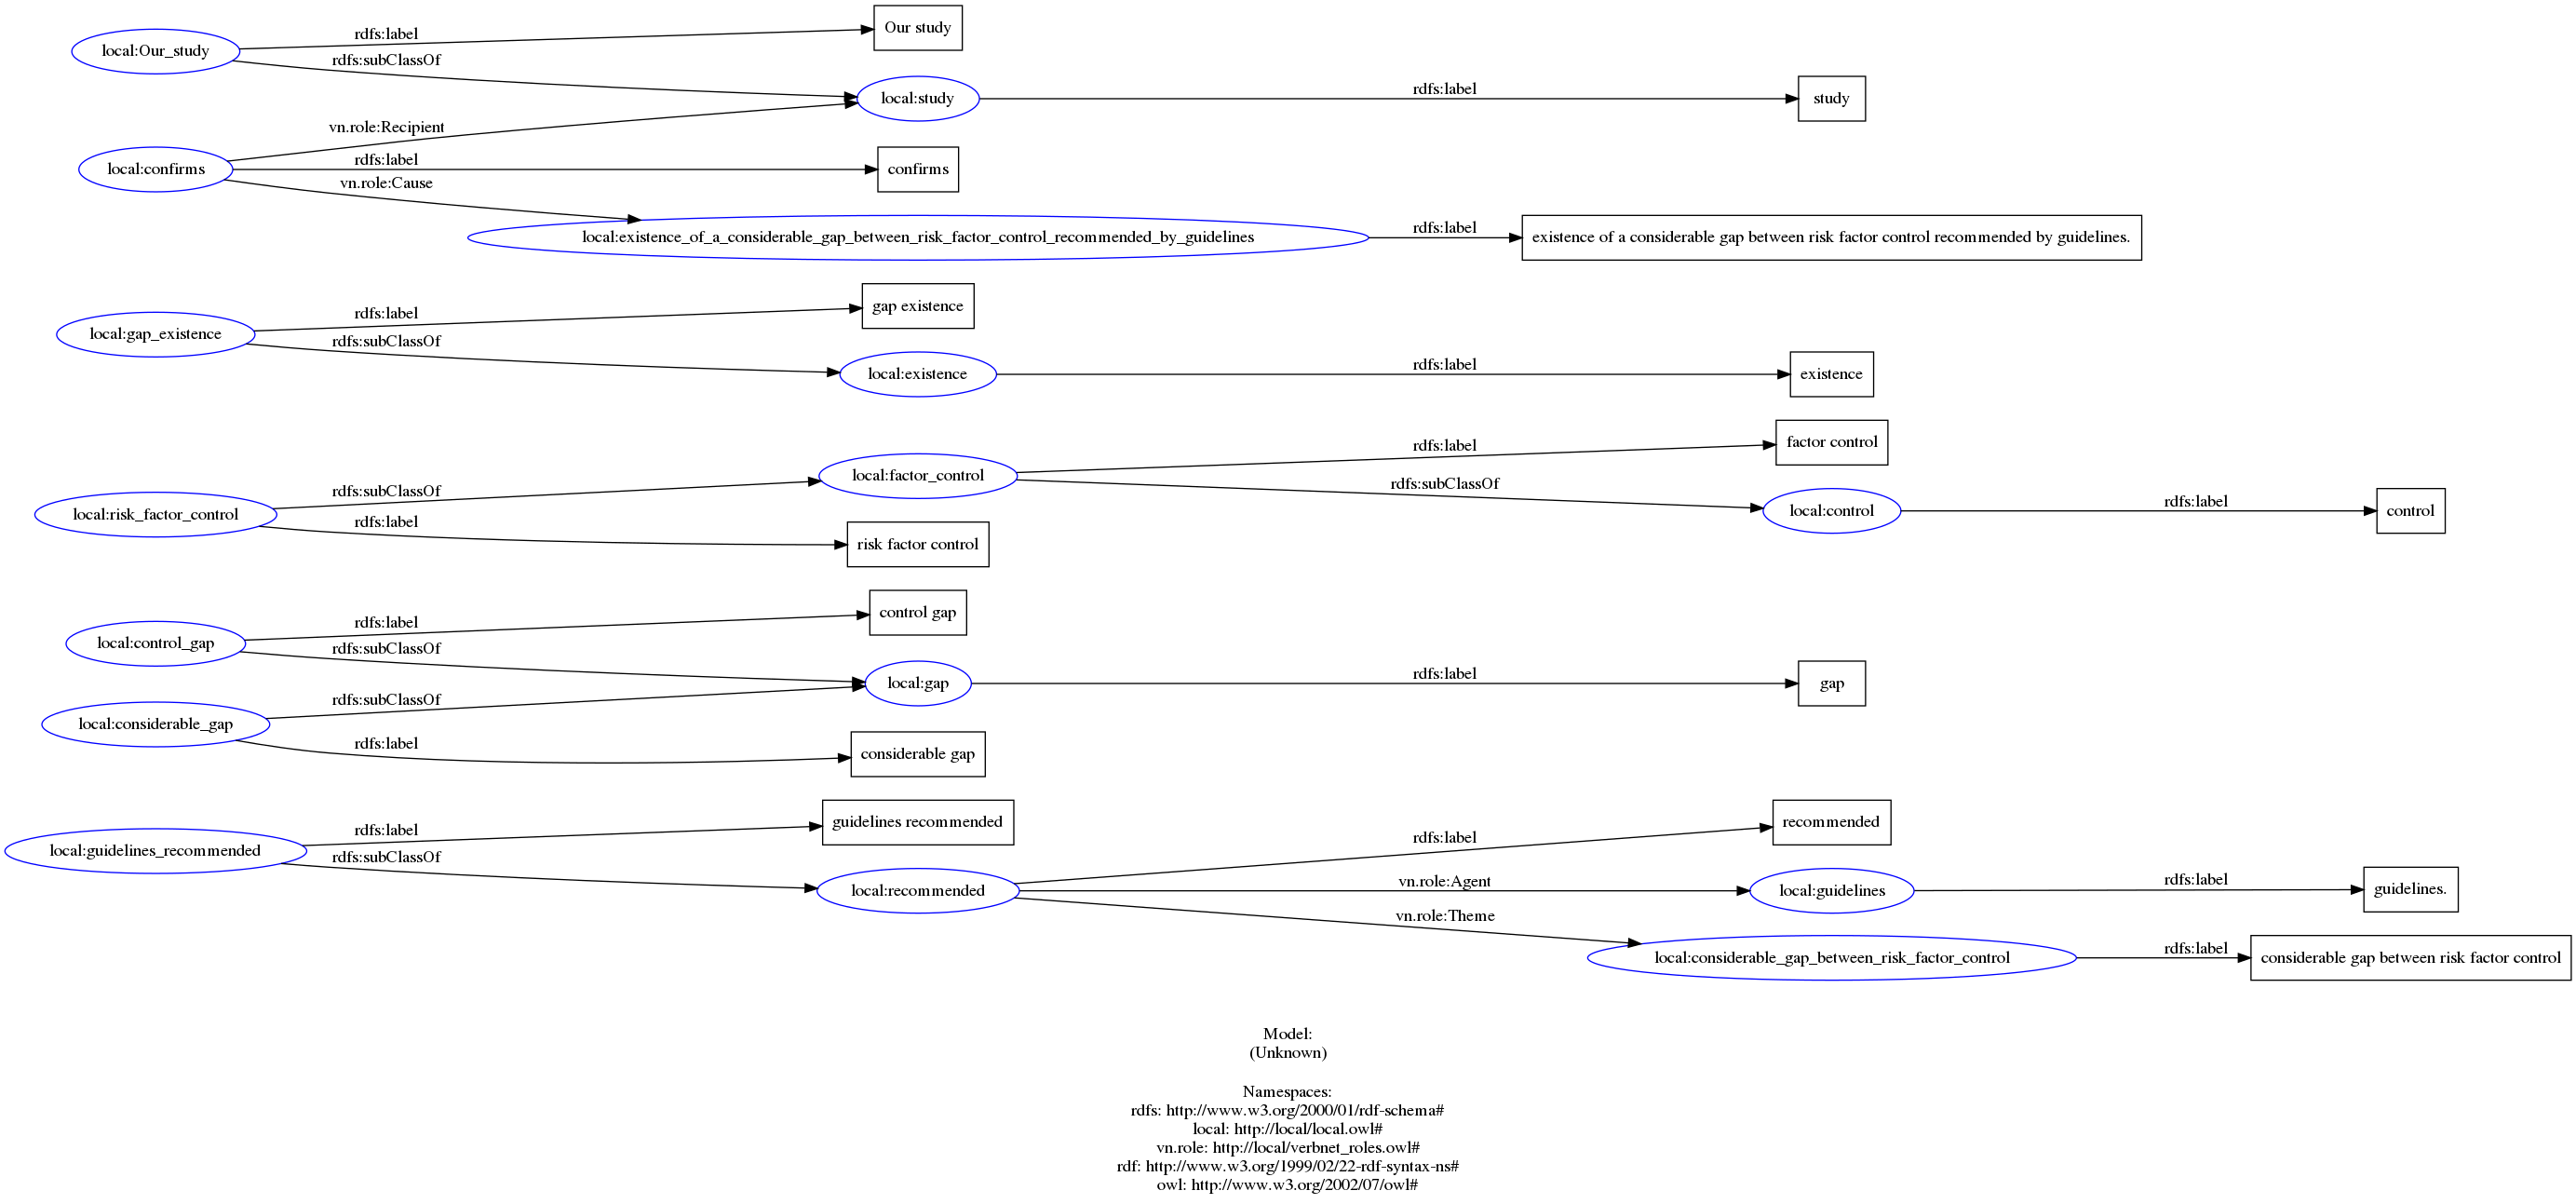 rdfs:label
Our study
local:Our_study
rdfs:subClassOf
rdfs:label
local:study
study
vn.role:Recipient
rdfs:label
local:confirms
confirms
vn.role:Cause
rdfs:label
local:existence_of_a_considerable_gap_between_risk_factor_control_recommended_by_guidelines
existence of a considerable gap between risk factor control recommended by guidelines.
rdfs:label
gap existence
local:gap_existence
rdfs:subClassOf
rdfs:label
local:existence
existence
rdfs:label
factor control
local:factor_control
rdfs:subClassOf
rdfs:subClassOf
rdfs:label
local:risk_factor_control
local:control
control
rdfs:label
risk factor control
control gap
rdfs:label
local:control_gap
rdfs:subClassOf
rdfs:label
local:gap
gap
rdfs:subClassOf
local:considerable_gap
rdfs:label
considerable gap
guidelines recommended
recommended
rdfs:label
rdfs:label
local:guidelines_recommended
rdfs:subClassOf
vn.role:Agent
rdfs:label
local:recommended
local:guidelines
guidelines.
vn.role:Theme
rdfs:label
local:considerable_gap_between_risk_factor_control
considerable gap between risk factor control
Model:
(Unknown)
Namespaces:
rdfs: http://www.w3.org/2000/01/rdf-schema#
local: http://local/local.owl#
vn.role: http://local/verbnet_roles.owl#
rdf: http://www.w3.org/1999/02/22-rdf-syntax-ns#
owl: http://www.w3.org/2002/07/owl#